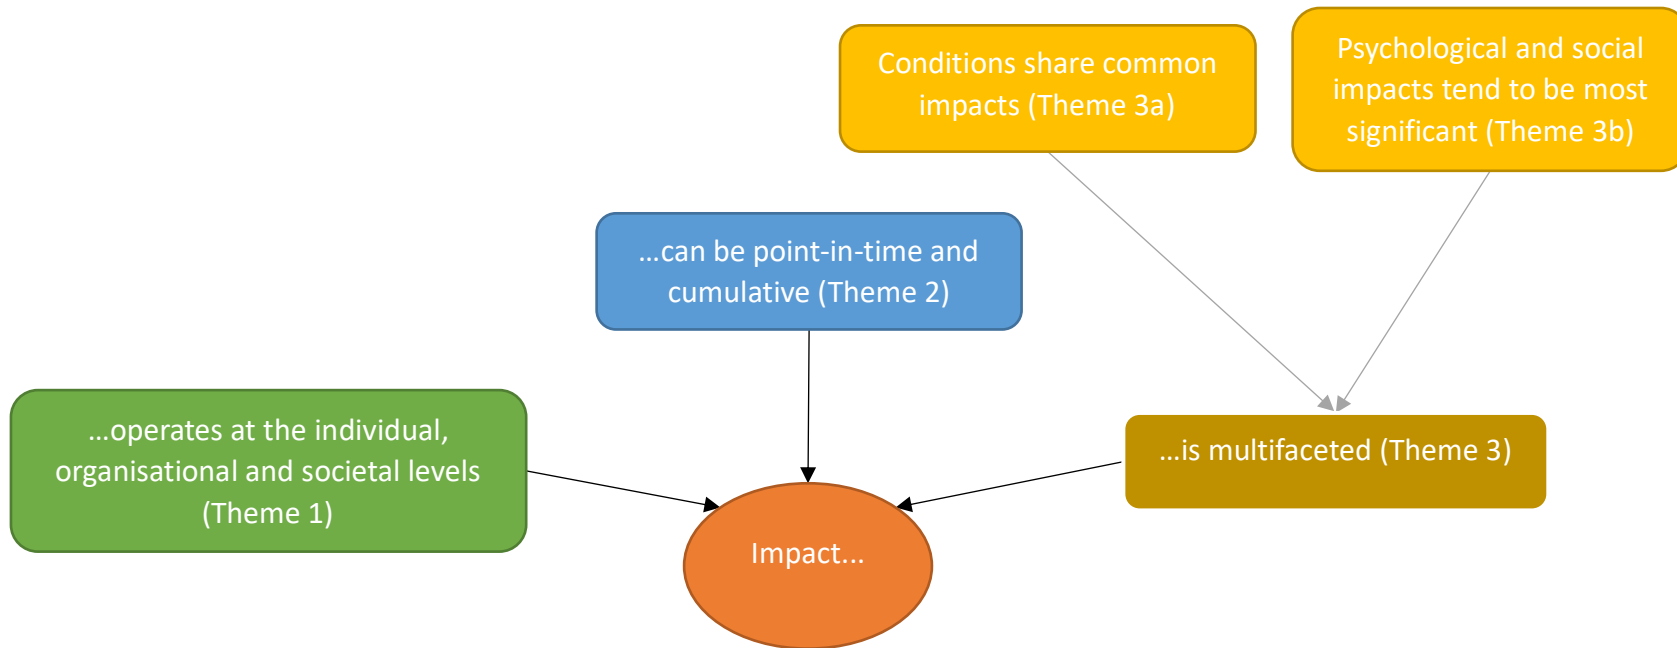 Conditions share common
impacts (Theme 3a)
Psychological and social
impacts tend to be most
significant (Theme 3b)
...can be point-in-time and
cumulative (Theme 2)
...operates at the individual,
organisational and societal levels
(Theme 1)
...is multifaceted (Theme 3)
Impact...